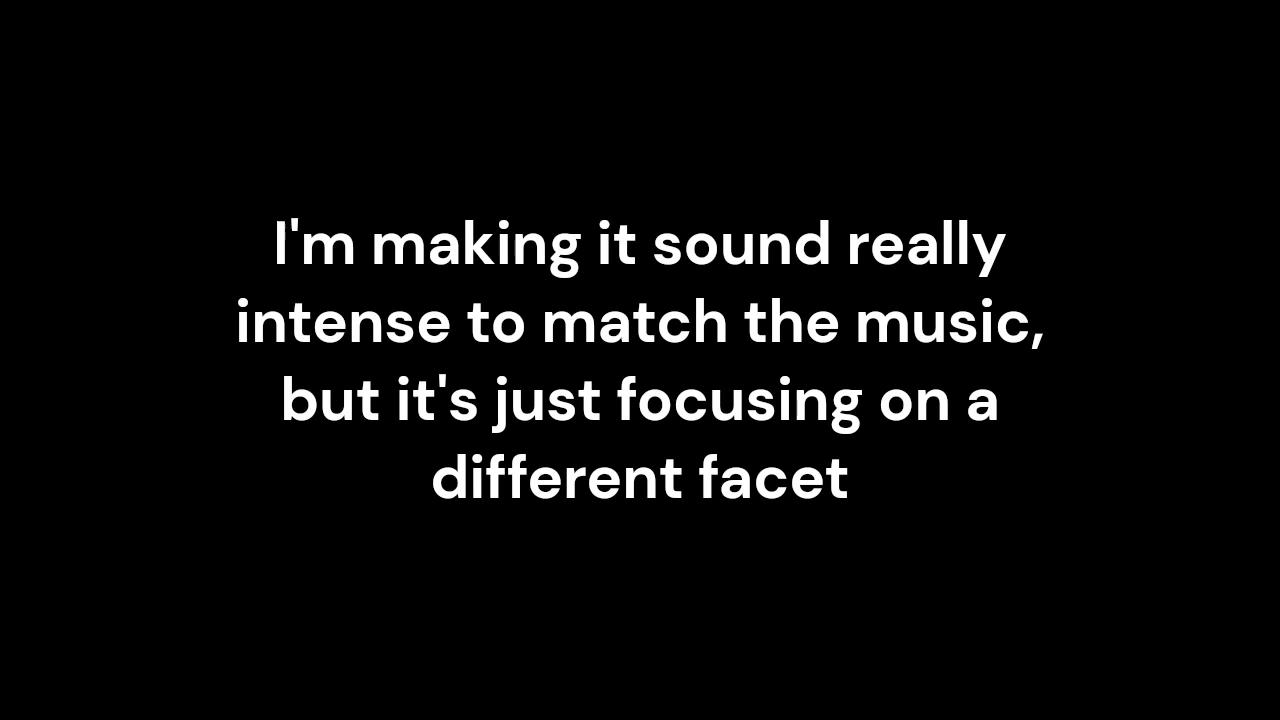 I'm making it sound really
intense to match the music,
but it's just focusing on a
different facet